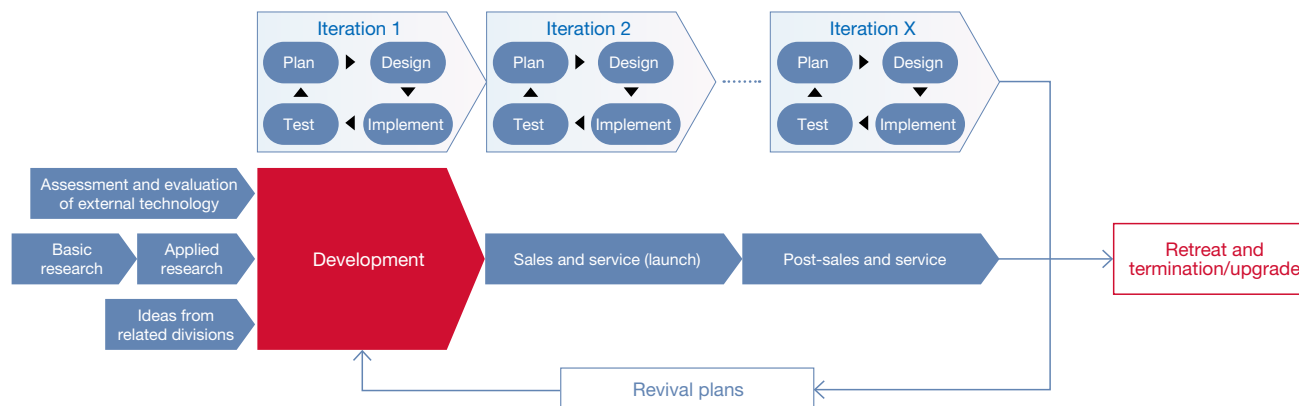 Iteration 1
Plan
Design
Test
Implement
Iteration 2
Plan
Design
Test
Implement
Iteration X
Plan
Design
Test
Implement
Assessment and evaluation
of external technology
Basic
research
Applied
research
Ideas from
related divisions
Development
Sales and service (launch)
Post-sales and service
Retreat and
termination/upgrade
Revival plans